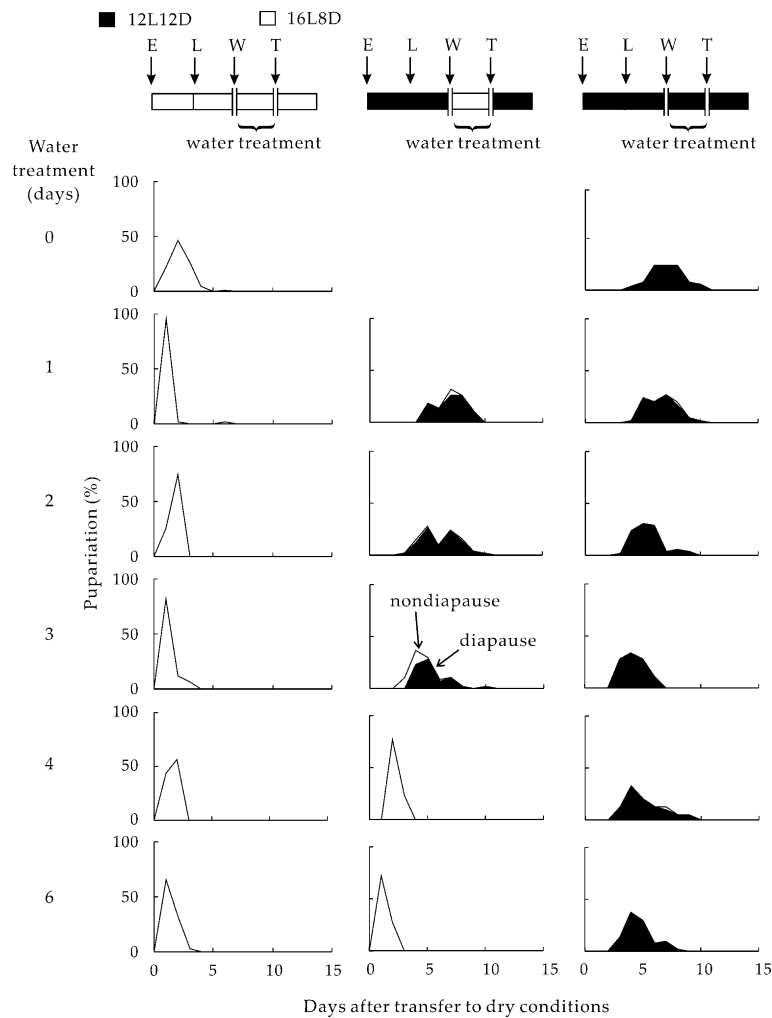 12L12D 16L8D
E L W T E L W T E L W T
water treatment water treatment water treatment
Water
treatment
(days)
Pupariation (%)
0
100
50
0
1
100
50
0
2
100
50
0
3
100
50
0
nondiapause
diapause
4
100
50
0
6
100
50
0
0 5 10 15 0 5 10 15 0 5 10 15
Days after transfer to dry conditions